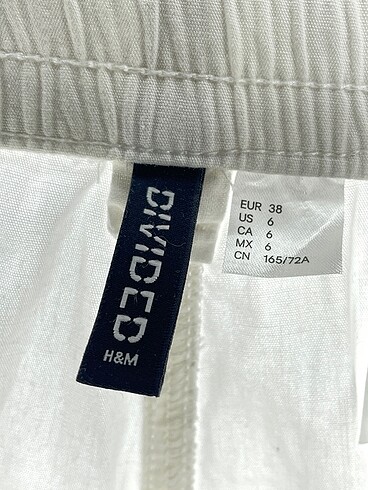 DIVIDED
H&M
EUR 38
US 6
CA 6
MX 6
CN 165/72A